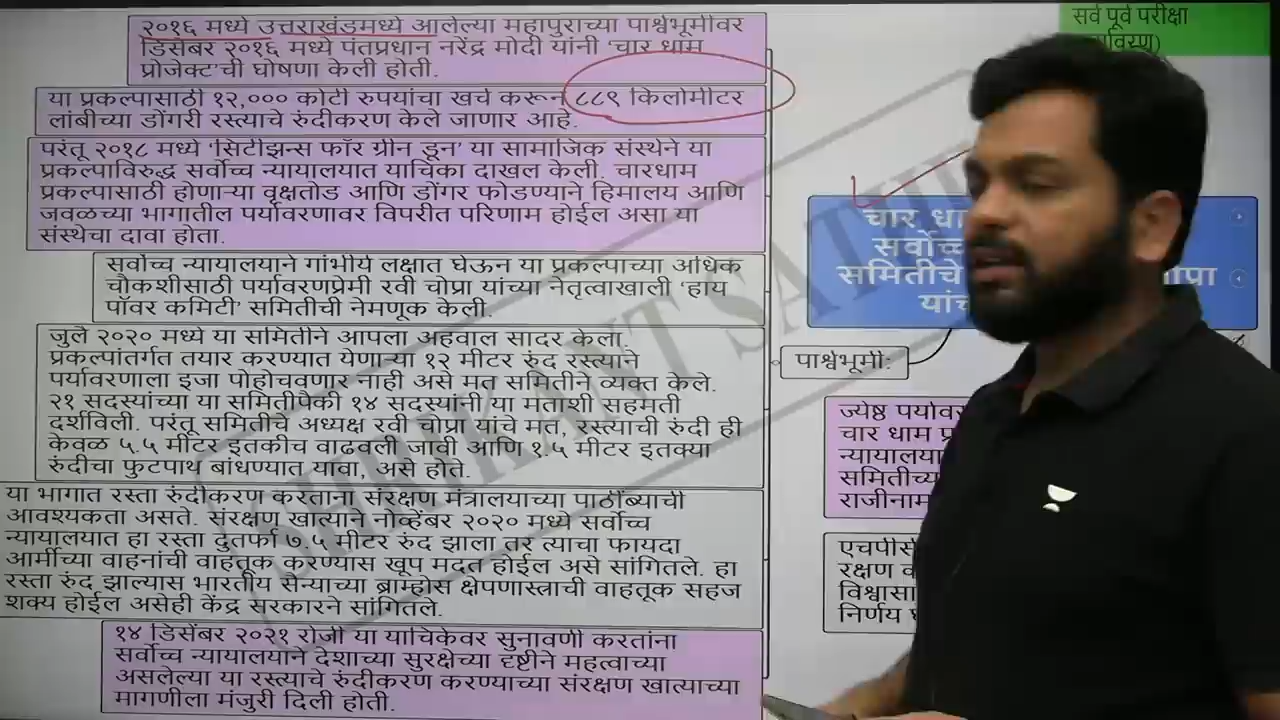 २०१६ मध्ये उत्तराखंडमध्ये आलेल्या महापुराच्या पार्श्वभूमीवर
डिसेंबर २०१६ मध्ये पंतप्रधान नरेंद्र मोदी यांनी 'चार धाम
प्रोजेक्ट'ची घोषणा केली होती.
या प्रकल्पासाठी १२,००० कोटी रुपयांचा खर्च करून ८८९ किलोमीटर
लांबीच्या डोंगरी रस्त्याचे रुंदीकरण केले जाणार आहे.
परंतू २०१८ मध्ये 'सिटीझन्स फॉर ग्रीन डून' या सामाजिक संस्थेने या
प्रकल्पाविरुद्ध सर्वोच्च न्यायालयात याचिका दाखल केली. चारधाम
प्रकल्पासाठी होणाऱ्या वृक्षतोड आणि डोंगर फोडण्याने हिमालय आणि
जवळच्या भागातील पर्यावरणावर विपरीत परिणाम होईल असा या
संस्थेचा दावा होता.
सर्वोच्च न्यायालयाने गांभीर्य लक्षात घेऊन या प्रकल्पाच्या अधिक
चौकशीसाठी पर्यावरणप्रेमी रवी चोप्रा यांच्या नेतृत्वाखाली 'हाय
पॉवर कमिटी' समितीची नेमणूक केली.
जुलै २०२० मध्ये या समितीने आपला अहवाल सादर केला.
प्रकल्पांतर्गत तयार करण्यात येणाऱ्या १२ मीटर रुंद रस्त्याने
पर्यावरणाला इजा पोहोचवणार नाही असे मत समितीने व्यक्त केले.
२१ सदस्यांच्या या समितीपैकी १४ सदस्यांनी या मताशी सहमती
दर्शविली. परंतू समितीचे अध्यक्ष रवी चोप्रा यांचे मत, रस्त्याची रुंदी ही
केवळ ५.५ मीटर इतकीच वाढवली जावी आणि १.५ मीटर इतक्या
रुंदीचा फुटपाथ बांधण्यात यावा, असे होते.
या भागात रस्ता रुंदीकरण करताना संरक्षण मंत्रालयाच्या पाठींब्याची
आवश्यकता असते. संरक्षण खात्याने नोव्हेंबर २०२० मध्ये सर्वोच्च
न्यायालयात हा रस्ता दुतर्फा ७.५ मीटर रुंद झाला तर त्याचा फायदा
आर्मीच्या वाहनांची वाहतूक करण्यास खूप मदत होईल असे सांगितले. हा
रस्ता रुंद झाल्यास भारतीय सैन्याच्या ब्राम्होस क्षेपणास्त्राची वाहतूक सहज
शक्य होईल असेही केंद्र सरकारने सांगितले.
१४ डिसेंबर २०२१ रोजी या याचिकेवर सुनावणी करतांना
सर्वोच्च न्यायालयाने देशाच्या सुरक्षेच्या दृष्टीने महत्वाच्या
असलेल्या या रस्त्याचे रुंदीकरण करण्याच्या संरक्षण खात्याच्या
मागणीला मंजुरी दिली होती.
सर्व पूर्व परीक्षा
चार
सर्वोच्च
समितीचे
पार्श्वभूमी:
ज्येष्ठ
चार धाम
समितीच्या
निर्णय
SHRIKANT